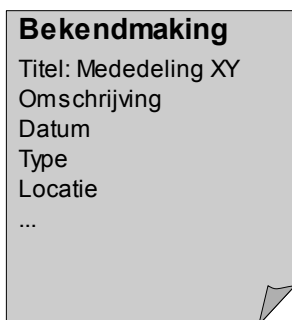 Bekendmaking
Titel: Mededeling XY
Omschrijving
Datum
Type
Locatie
...